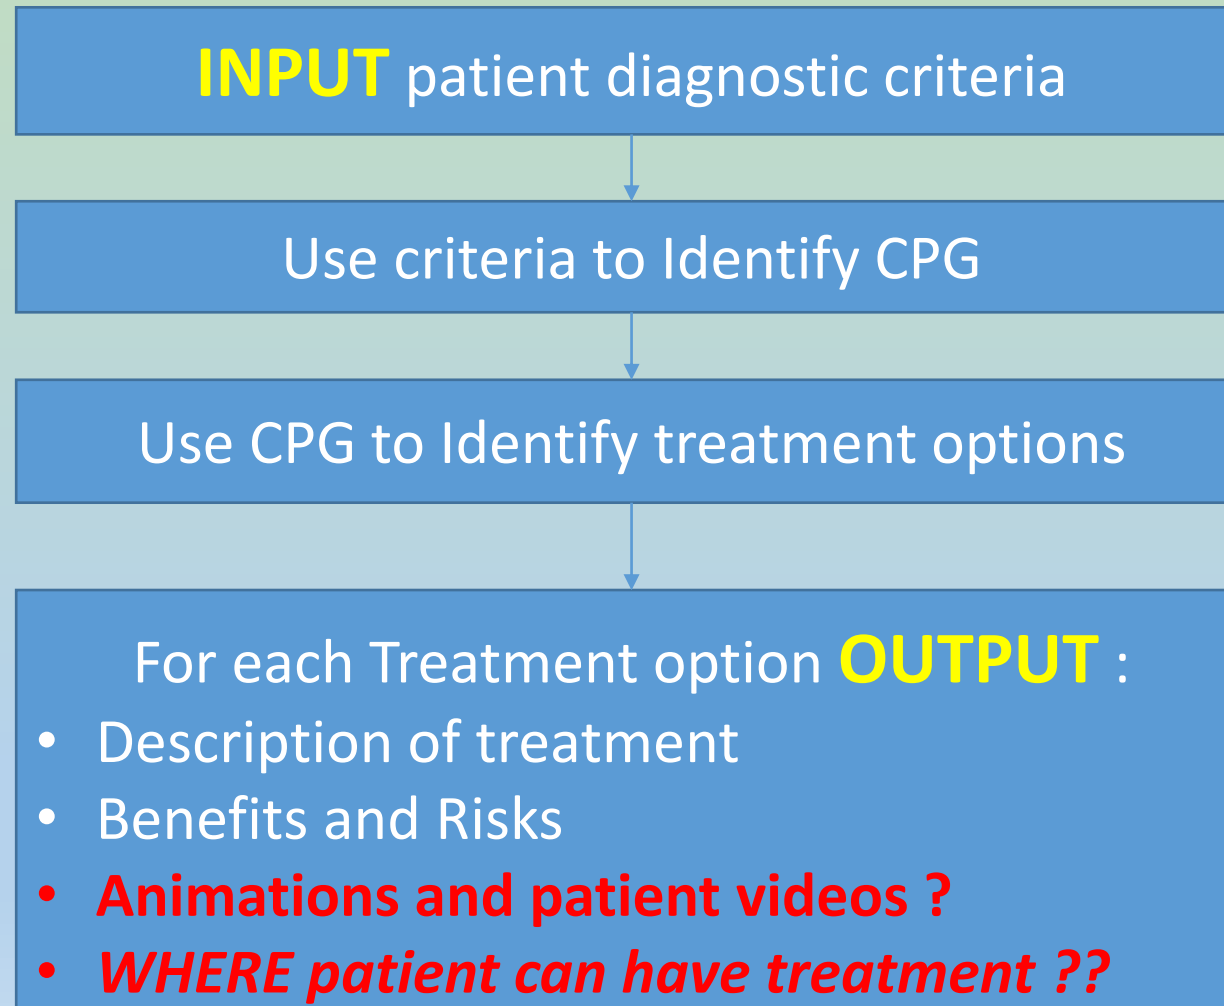 INPUT patient diagnostic criteria
Use criteria to Identify CPG
Use CPG to Identify treatment options
For each Treatment option OUTPUT :
• Description of treatment
• Benefits and Risks
• Animations and patient videos ?
• WHERE patient can have treatment ??